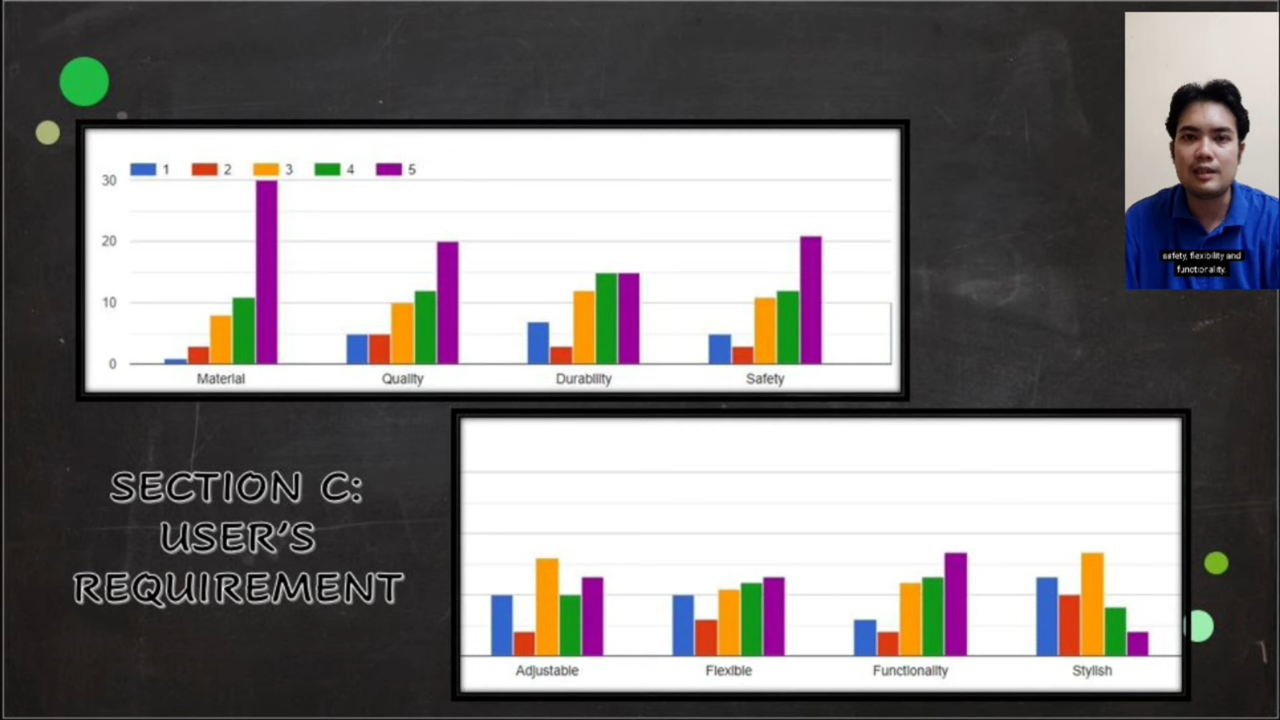 1 2 3 4 5
30
20
10
0
Material Quality Durability Safety
safety, flexibility and
functionality.
SECTION C:
USER'S
REQUIREMENT
Adjustable Flexible Functionality Stylish